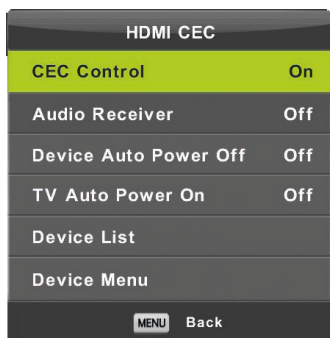 HDMI CEC
CEC Control On
Audio Receiver Off
Device Auto Power Off Off
TV Auto Power On Off
Device List
Device Menu
MENU Back